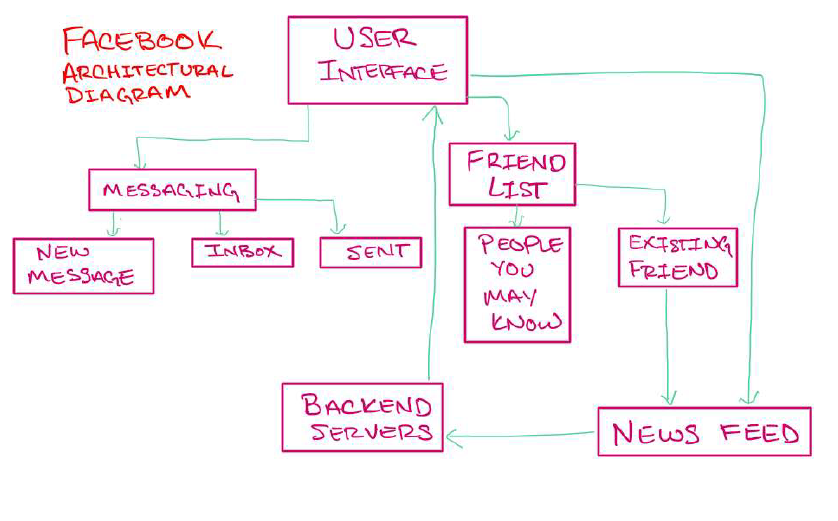 FACEBOOK
ARCHITECTURAL
DIAGRAM
USER
INTERFACE
MESSAGING
NEW
MESSAGE
INBOX
SENT
FRIEND
LIST
PEOPLE
YOU
MAY
KNOW
EXISTING
FRIEND
BACKEND
SERVERS
NEWS FEED